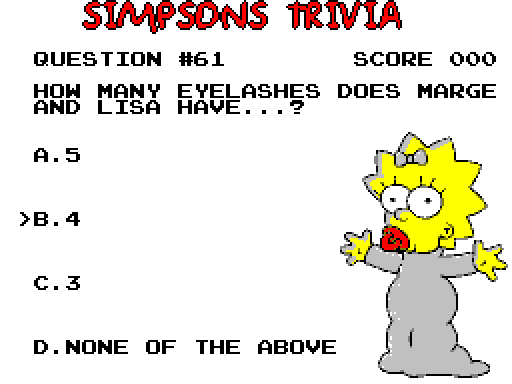 SIMPSONS TRIVIA
QUESTION #61 SCORE 000
HOW MANY EYELASHES DOES MARGE
AND LISA HAVE...?
A.5
>B.4
C.3
D.NONE OF THE ABOVE